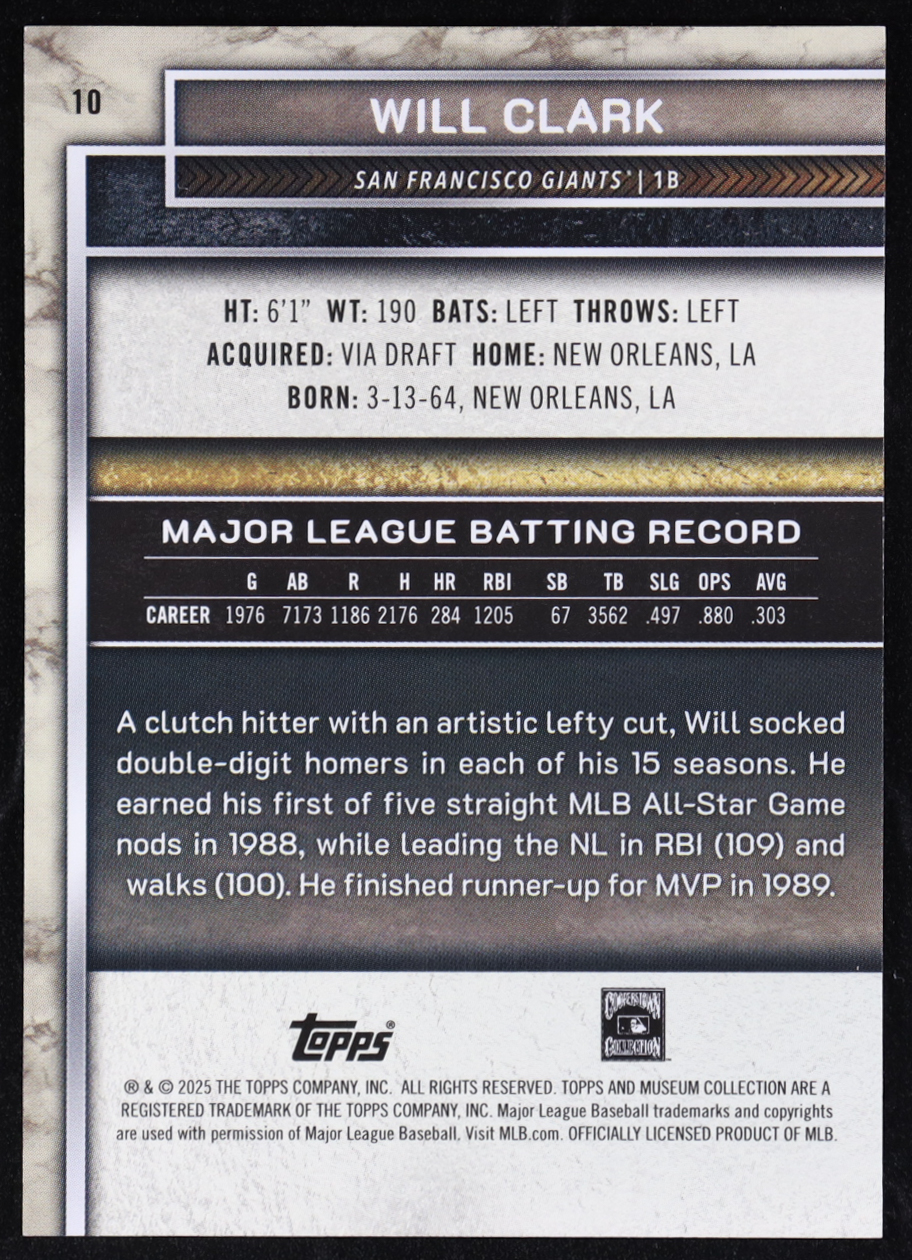 10
WILL CLARK
SAN FRANCISCO GIANTS® | 1B
HT: 6'1" WT: 190 BATS: LEFT THROWS: LEFT
ACQUIRED: VIA DRAFT HOME: NEW ORLEANS, LA
BORN: 3-13-64, NEW ORLEANS, LA
MAJOR LEAGUE BATTING RECORD
G AB R H HR RBI SB TB SLG OPS AVG
CAREER 1976 7173 1186 2176 284 1205 67 3562 .497 .880 .303
A clutch hitter with an artistic lefty cut, Will socked
double-digit homers in each of his 15 seasons. He
earned his first of five straight MLB All-Star Game
nods in 1988, while leading the NL in RBI (109) and
walks (100). He finished runner-up for MVP in 1989.
Topps®
COOPERSTOWN
COLLECTION
® & © 2025 THE TOPPS COMPANY, INC. ALL RIGHTS RESERVED. TOPPS AND MUSEUM COLLECTION ARE A
REGISTERED TRADEMARK OF THE TOPPS COMPANY, INC. Major League Baseball trademarks and copyrights
are used with permission of Major League Baseball. Visit MLB.com. OFFICIALLY LICENSED PRODUCT OF MLB.